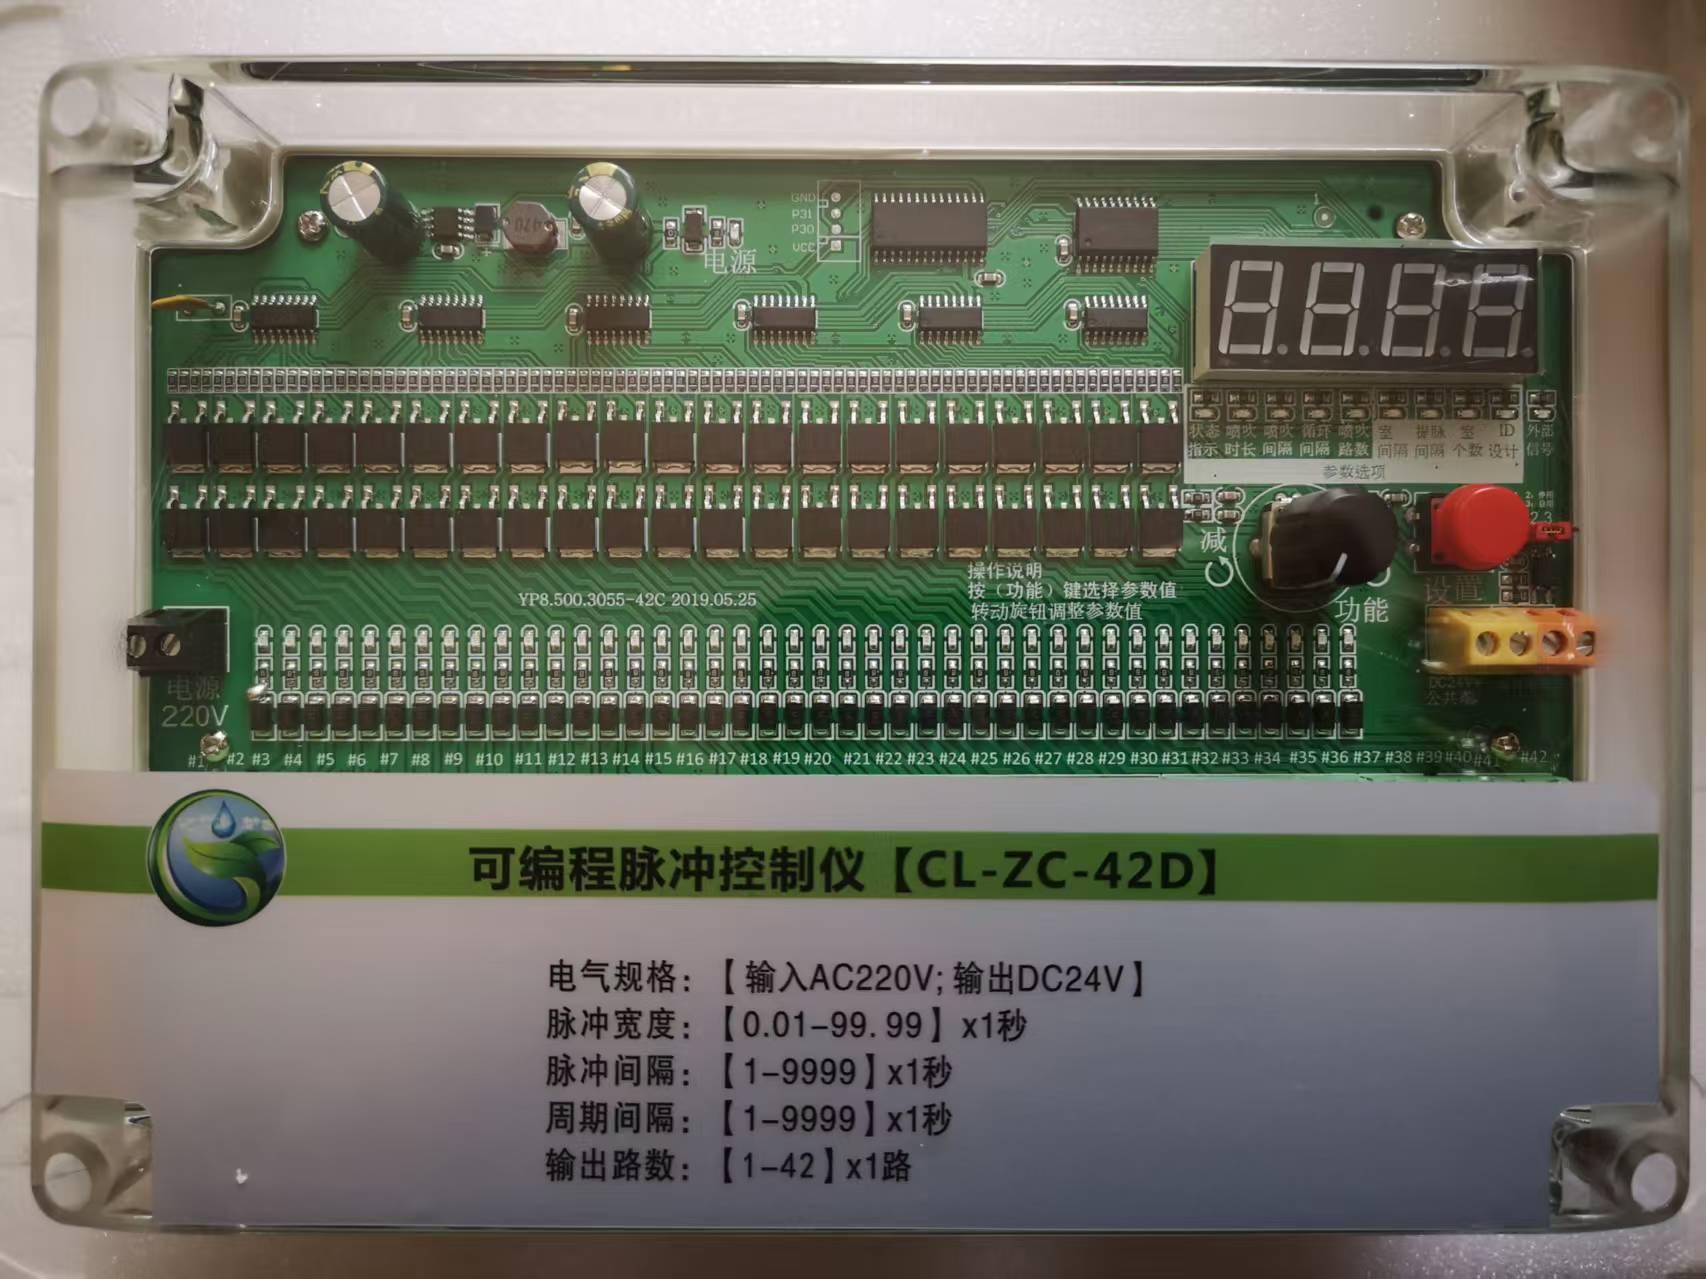 GND
P31
P30
VCC
电源
470
状态 喷吹 喷吹 循环 喷吹 室 提脉 室 ID 外部
指示 时长 间隔 间隔 路数 间隔 间隔 个数 设计 信号
参数选项
减
功能
设置
操作说明
按（功能）键选择参数值
转动旋钮调整参数值
YP8.500.3055-42C 2019.05.25
电源
220V
DC24V
公共端
#1 #2 #3 #4 #5 #6 #7 #8 #9 #10 #11 #12 #13 #14 #15 #16 #17 #18 #19 #20 #21 #22 #23 #24 #25 #26 #27 #28 #29 #30 #31 #32 #33 #34 #35 #36 #37 #38 #39 #40 #41 #42
可编程脉冲控制仪【CL-ZC-42D】
电气规格：【输入AC220V; 输出DC24V】
脉冲宽度：【0.01-99.99】x1秒
脉冲间隔：【1-9999】x1秒
周期间隔：【1-9999】x1秒
输出路数：【1-42】x1路